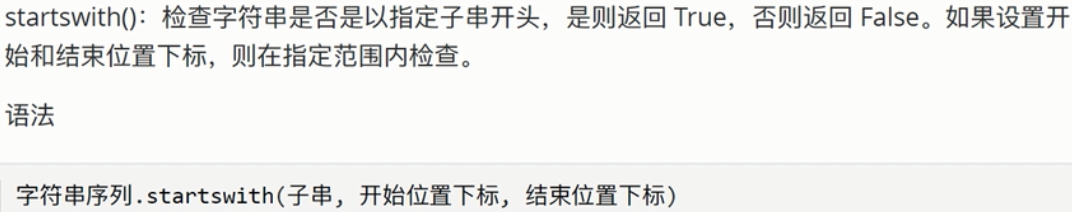 startswith()：检查字符串是否是以指定子串开头，是则返回 True，否则返回 False。如果设置开
始和结束位置下标，则在指定范围内检查。
语法
字符串序列.startswith(子串, 开始位置下标, 结束位置下标)